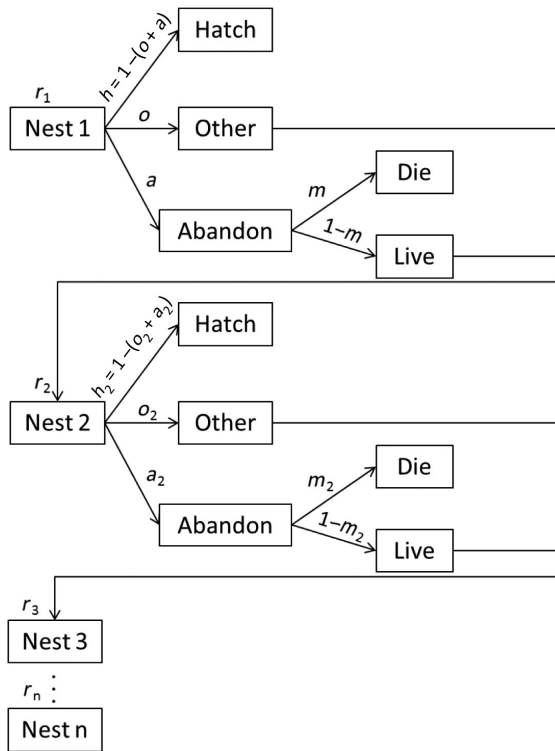 Hatch
h = 1 –(o + a)
r₁
Nest 1
o
Other
a
m
Die
Abandon
1–m
Live
Hatch
h₂ = 1 –(o₂ + a₂)
r₂
Nest 2
o₂
Other
a₂
m₂
Die
Abandon
1–m₂
Live
r₃
Nest 3
rₙ
Nest n